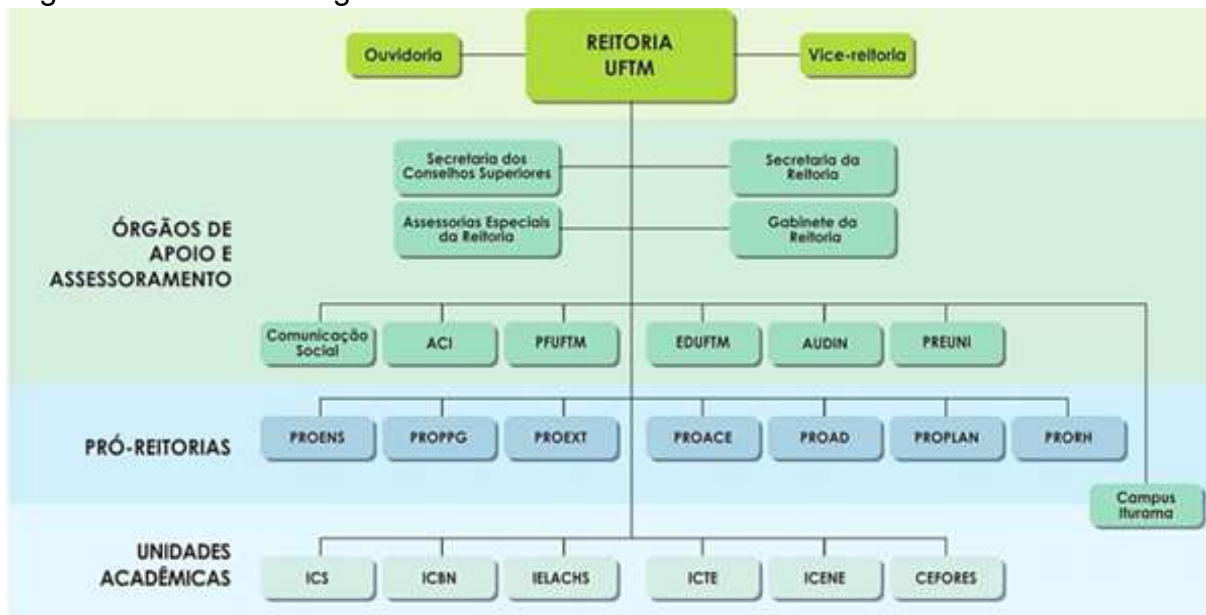 REITORIA
UFTM
Ouvidoria
Vice-reitoria
Secretaria dos
Conselhos Superiores
Secretaria da
Reitoria
ÓRGÃOS DE
APOIO E
ASSESSORAMENTO
Assessorias Especiais
da Reitoria
Gabinete da
Reitoria
Comunicação
Social
ACI
PFUFTM
EDUFTM
AUDIN
PREUNI
PRÓ-REITORIAS
PROENS
PROPPG
PROEXT
PROACE
PROAD
PROPLAN
PRORH
Campus
Iturama
UNIDADES
ACADÊMICAS
ICS
ICBN
IELACHS
ICTE
ICENE
CEFORES